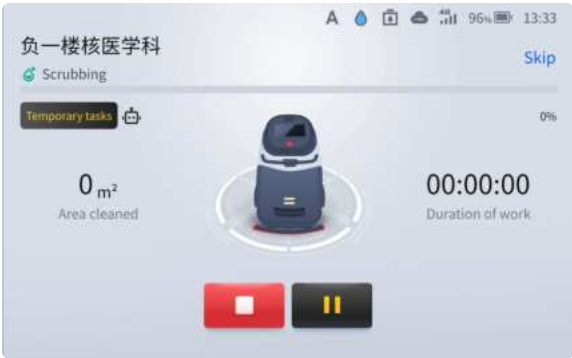 A 4G 96% 13:33
负一楼核医学科
Skip
Scrubbing
Temporary tasks
0%
0 m²
Area cleaned
00:00:00
Duration of work